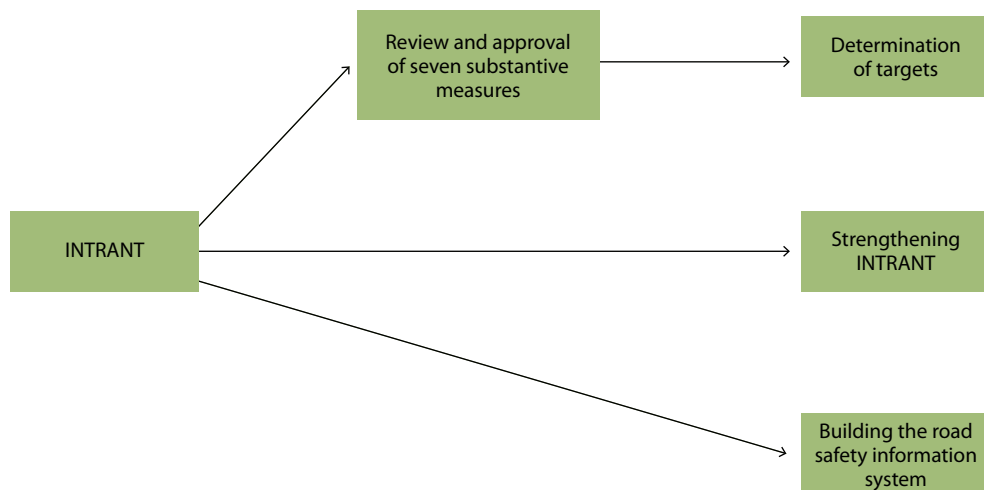 Review and approval
of seven substantive
measures
Determination
of targets
INTRANT
Strengthening
INTRANT
Building the road
safety information
system